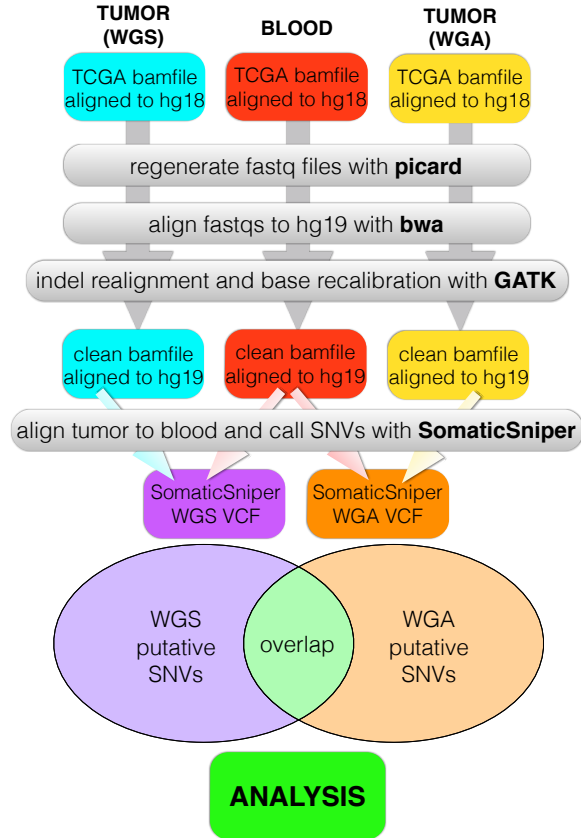 TUMOR
(WGS)
BLOOD
TUMOR
(WGA)
TCGA bamfile
aligned to hg18
TCGA bamfile
aligned to hg18
TCGA bamfile
aligned to hg18
regenerate fastq files with picard
align fastqs to hg19 with bwa
indel realignment and base recalibration with GATK
clean bamfile
aligned to hg19
clean bamfile
aligned to hg19
clean bamfile
aligned to hg19
align tumor to blood and call SNVs with SomaticSniper
SomaticSniper
WGS VCF
SomaticSniper
WGA VCF
WGS
putative
SNVs
overlap
WGA
putative
SNVs
ANALYSIS